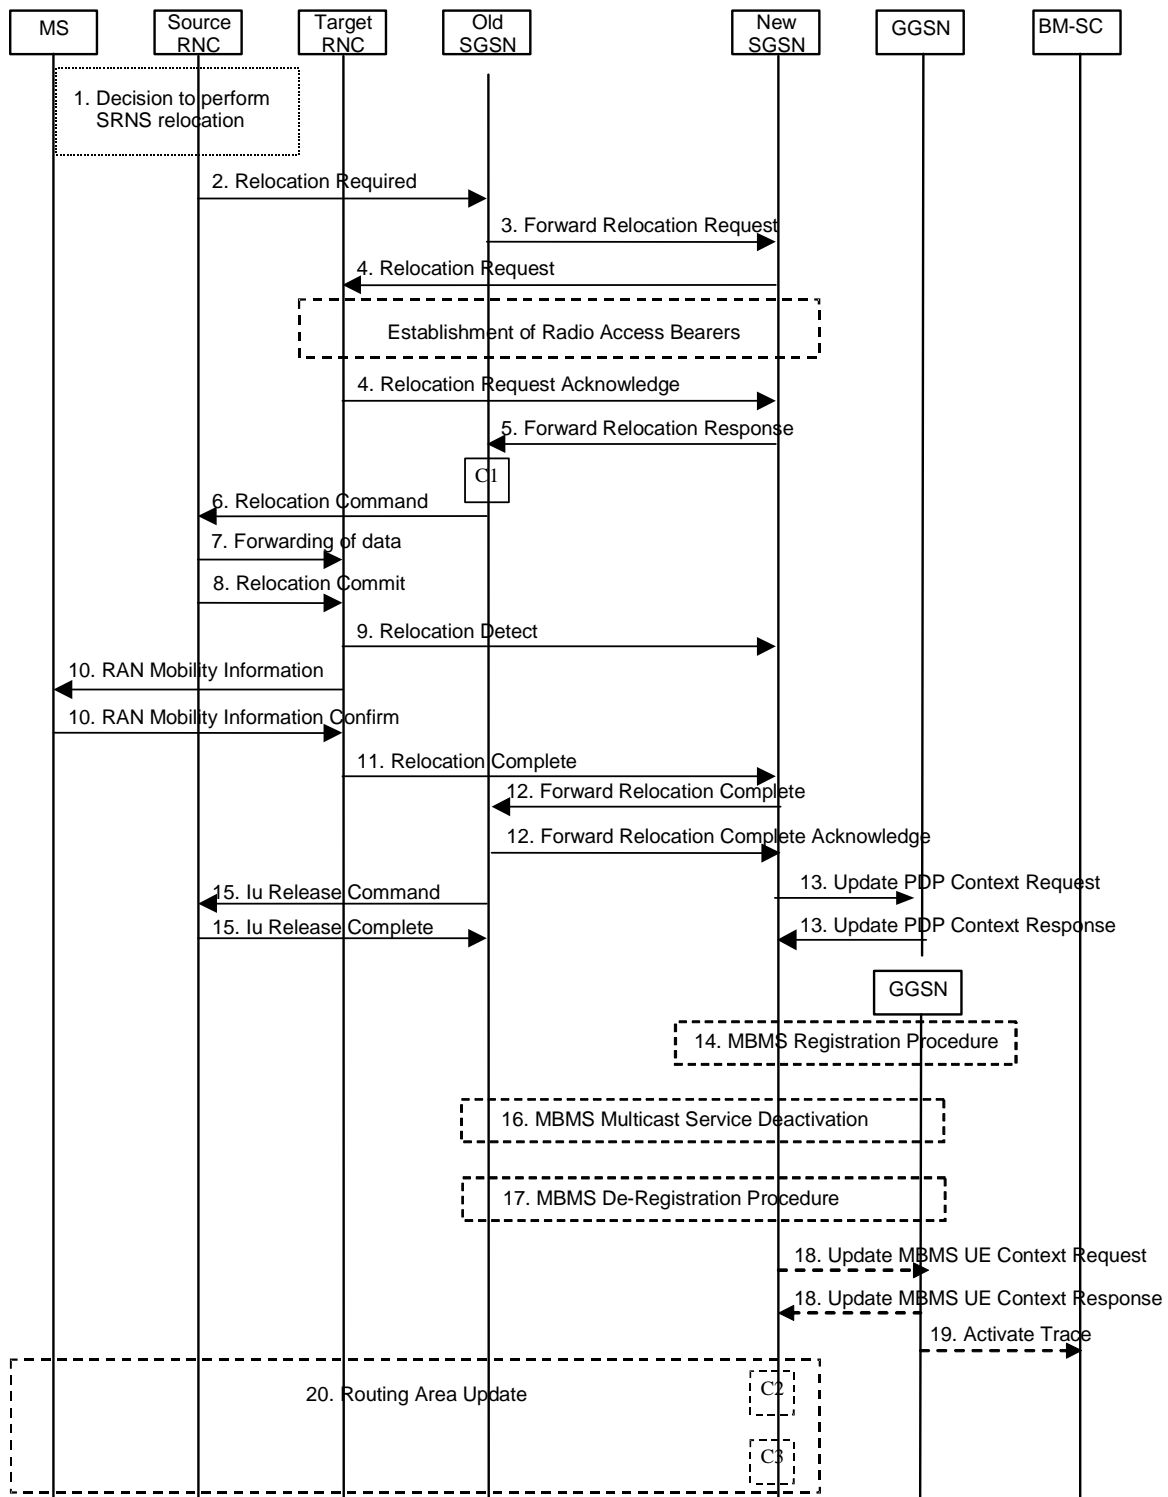 MS
Source
RNC
Target
RNC
Old
SGSN
New
SGSN
GGSN
BM-SC
1. Decision to perform
SRNS relocation
2. Relocation Required
3. Forward Relocation Request
4. Relocation Request
Establishment of Radio Access Bearers
4. Relocation Request Acknowledge
5. Forward Relocation Response
C1
6. Relocation Command
7. Forwarding of data
8. Relocation Commit
9. Relocation Detect
10. RAN Mobility Information
10. RAN Mobility Information Confirm
11. Relocation Complete
12. Forward Relocation Complete
12. Forward Relocation Complete Acknowledge
15. Iu Release Command
13. Update PDP Context Request
15. Iu Release Complete
13. Update PDP Context Response
GGSN
14. MBMS Registration Procedure
16. MBMS Multicast Service Deactivation
17. MBMS De-Registration Procedure
18. Update MBMS UE Context Request
18. Update MBMS UE Context Response
19. Activate Trace
20. Routing Area Update
C2
C3